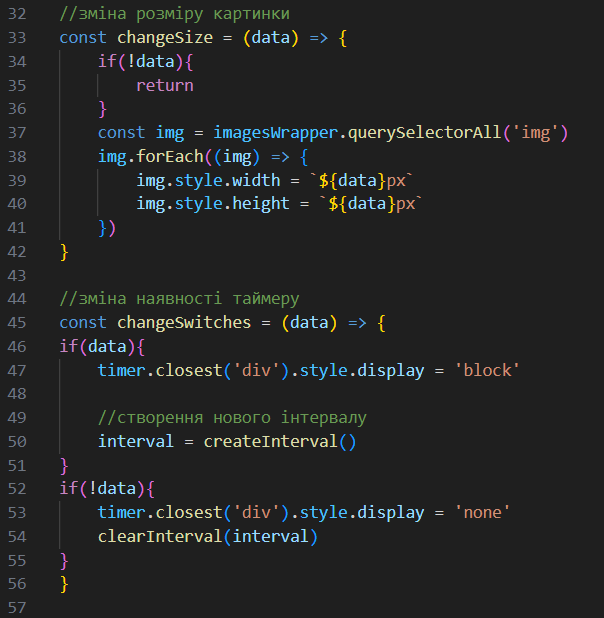 32 //зміна розміру картинки
33 const changeSize = (data) => {
34     if(!data){
35         return
36     }
37     const img = imagesWrapper.querySelectorAll('img')
38     img.forEach((img) => {
39         img.style.width = `${data}px`
40         img.style.height = `${data}px`
41     })
42 }
43
44 //зміна наявності таймеру
45 const changeSwitches = (data) => {
46 if(data){
47     timer.closest('div').style.display = 'block'
48
49     //створення нового інтервалу
50     interval = createInterval()
51 }
52 if(!data){
53     timer.closest('div').style.display = 'none'
54     clearInterval(interval)
55 }
56 }
57